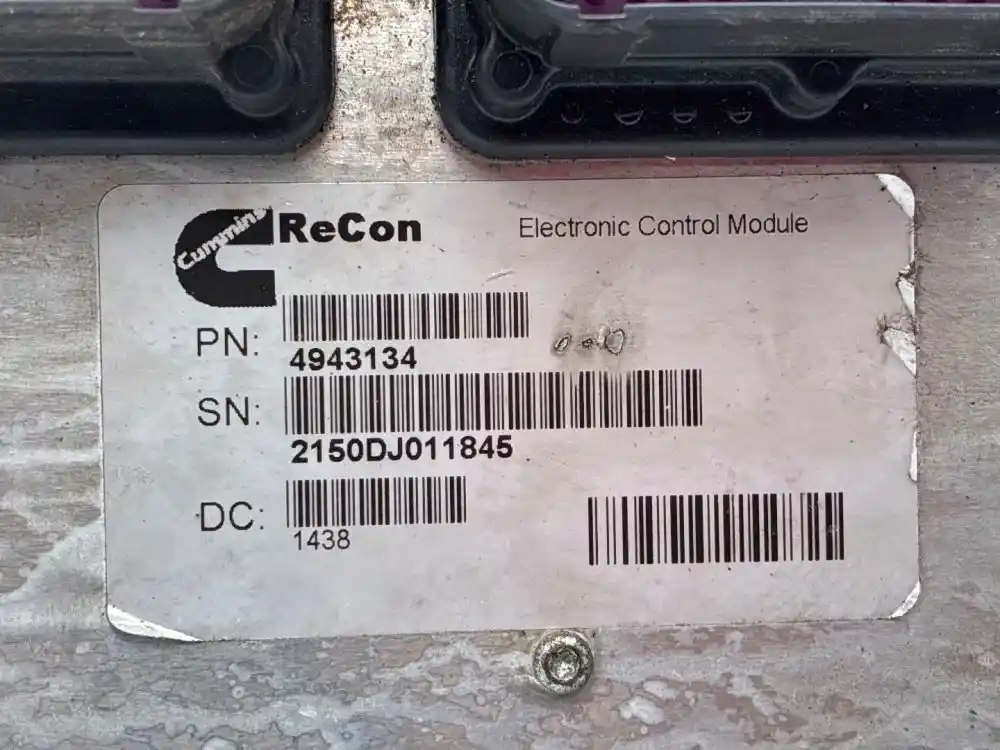 Cummins
ReCon
Electronic Control Module
PN:
4943134
SN:
2150DJ011845
DC:
1438